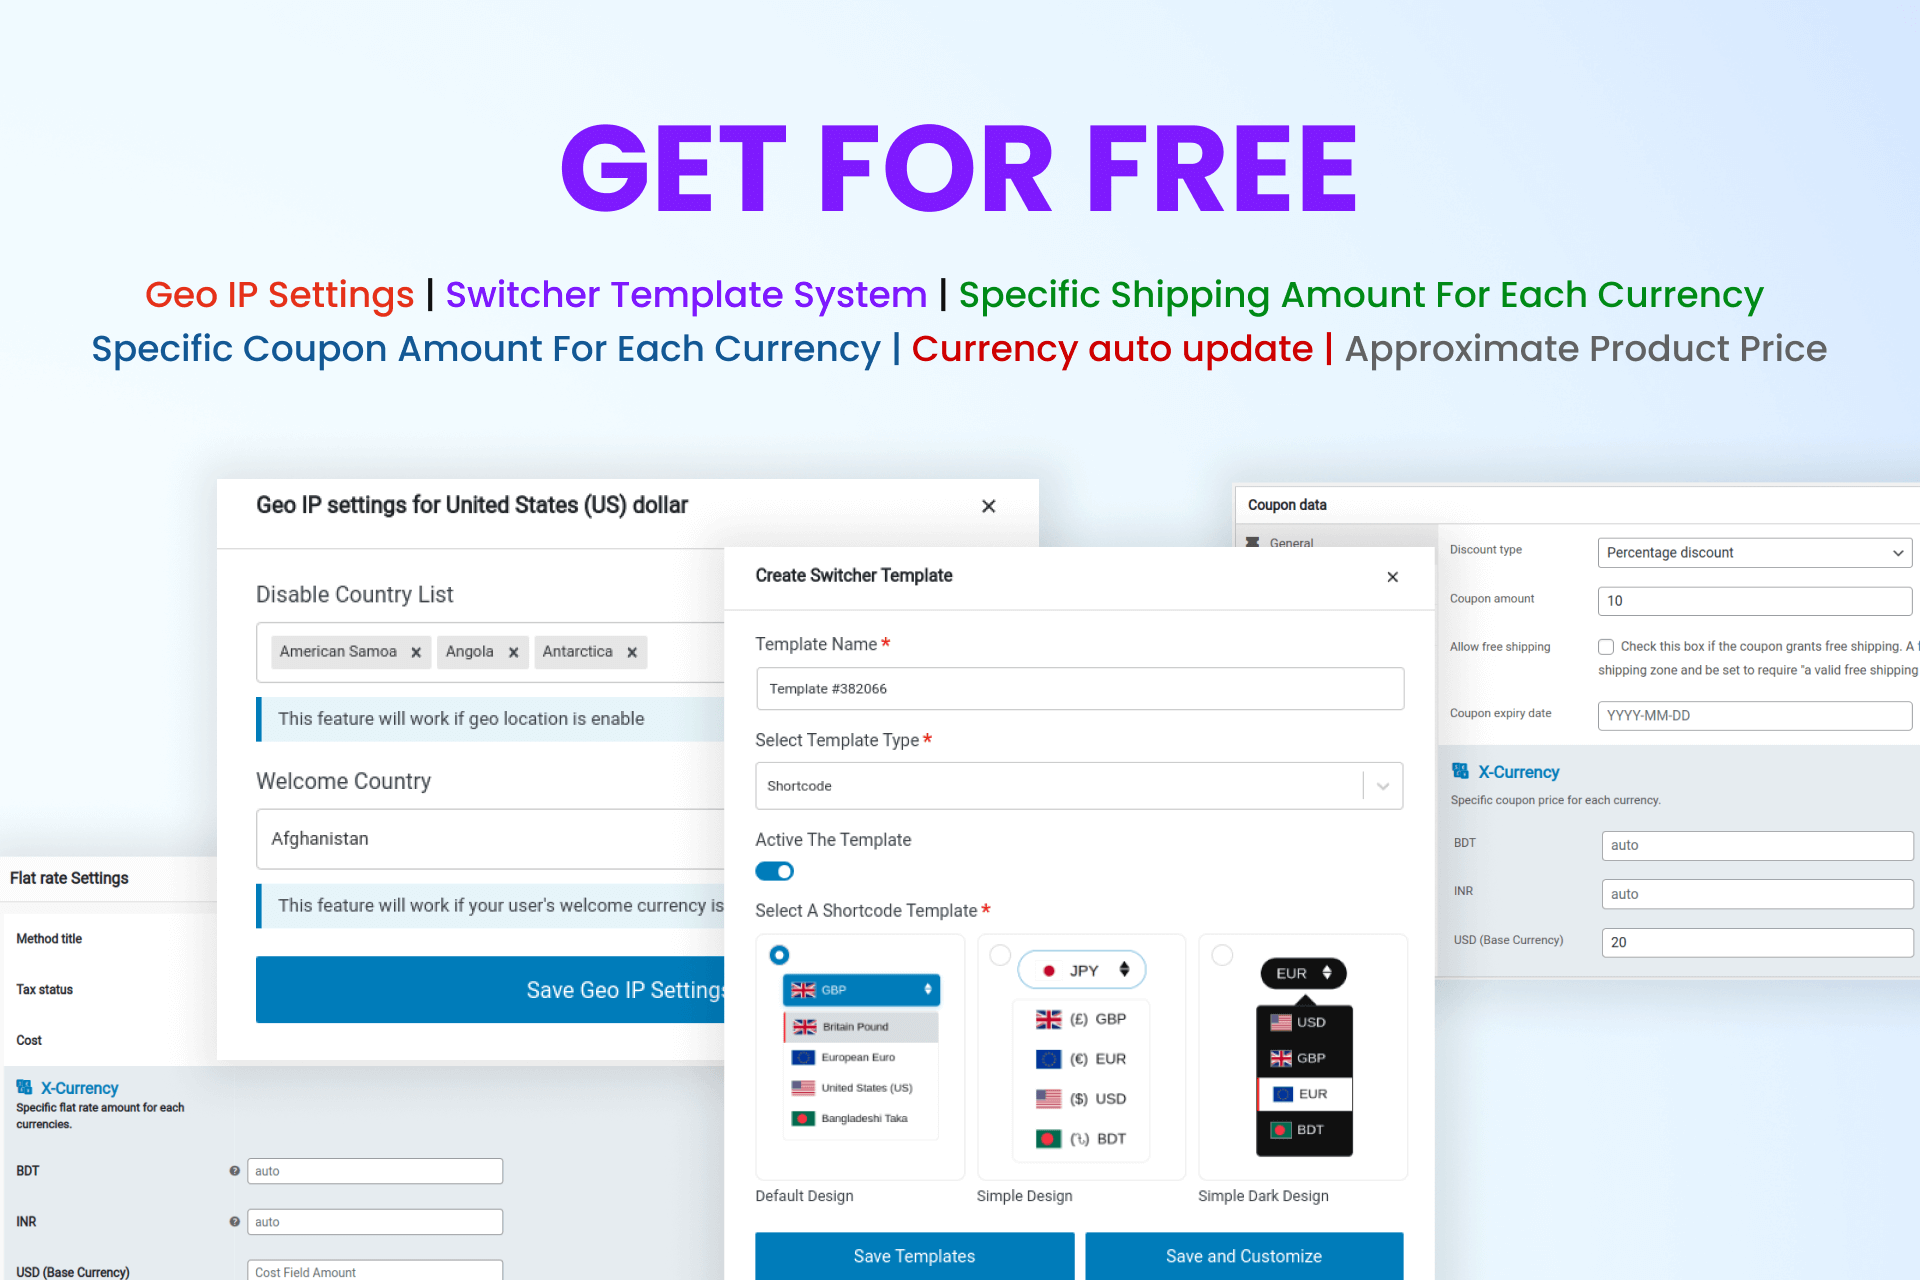 GET FOR FREE
Geo IP Settings | Switcher Template System | Specific Shipping Amount For Each Currency
Specific Coupon Amount For Each Currency | Currency auto update | Approximate Product Price
Geo IP settings for United States (US) dollar
Disable Country List
American Samoa Angola Antarctica
This feature will work if geo location is enable
Welcome Country
Afghanistan
This feature will work if your user's welcome currency is
Save Geo IP Settings
Create Switcher Template
Template Name *
Template #382066
Select Template Type *
Shortcode
Active The Template
Select A Shortcode Template *
GBP
Britain Pound
European Euro
United States (US)
Bangladeshi Taka
Default Design
JPY
(£) GBP
(€) EUR
($) USD
(৳) BDT
Simple Design
EUR
USD
GBP
EUR
BDT
Simple Dark Design
Save Templates
Save and Customize
Coupon data
General
Discount type
Percentage discount
Coupon amount
10
Allow free shipping
Check this box if the coupon grants free shipping. A f
shipping zone and be set to require "a valid free shipping
Coupon expiry date
YYYY-MM-DD
X-Currency
Specific coupon price for each currency.
BDT
auto
INR
auto
USD (Base Currency)
20
Flat rate Settings
Method title
Tax status
Cost
X-Currency
Specific flat rate amount for each
currencies.
BDT
auto
INR
auto
USD (Base Currency)
Cost Field Amount